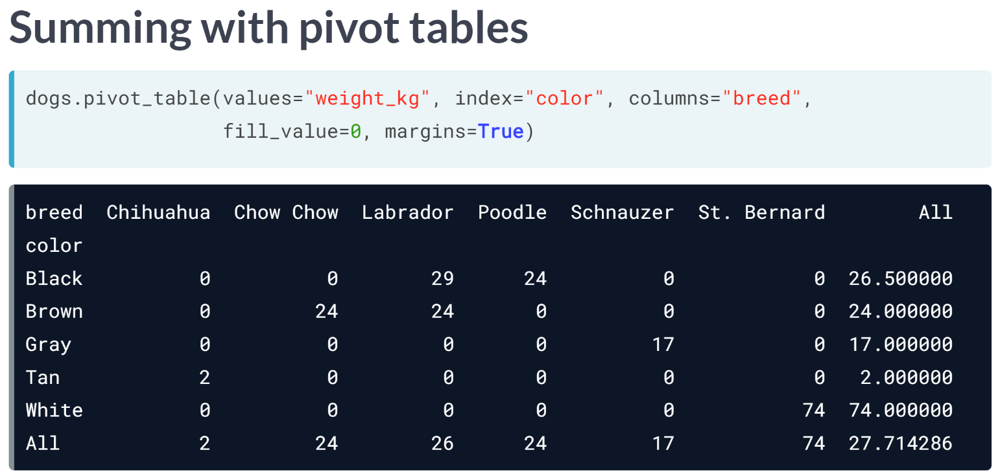 Summing with pivot tables
dogs.pivot_table(values="weight_kg", index="color", columns="breed",
                 fill_value=0, margins=True)
breed  Chihuahua  Chow Chow  Labrador  Poodle  Schnauzer  St. Bernard        All
color
Black          0          0        29      24          0            0  26.500000
Brown          0         24        24       0          0            0  24.000000
Gray           0          0         0       0         17            0  17.000000
Tan            2          0         0       0          0            0   2.000000
White          0          0         0       0          0           74  74.000000
All            2         24        26      24         17           74  27.714286